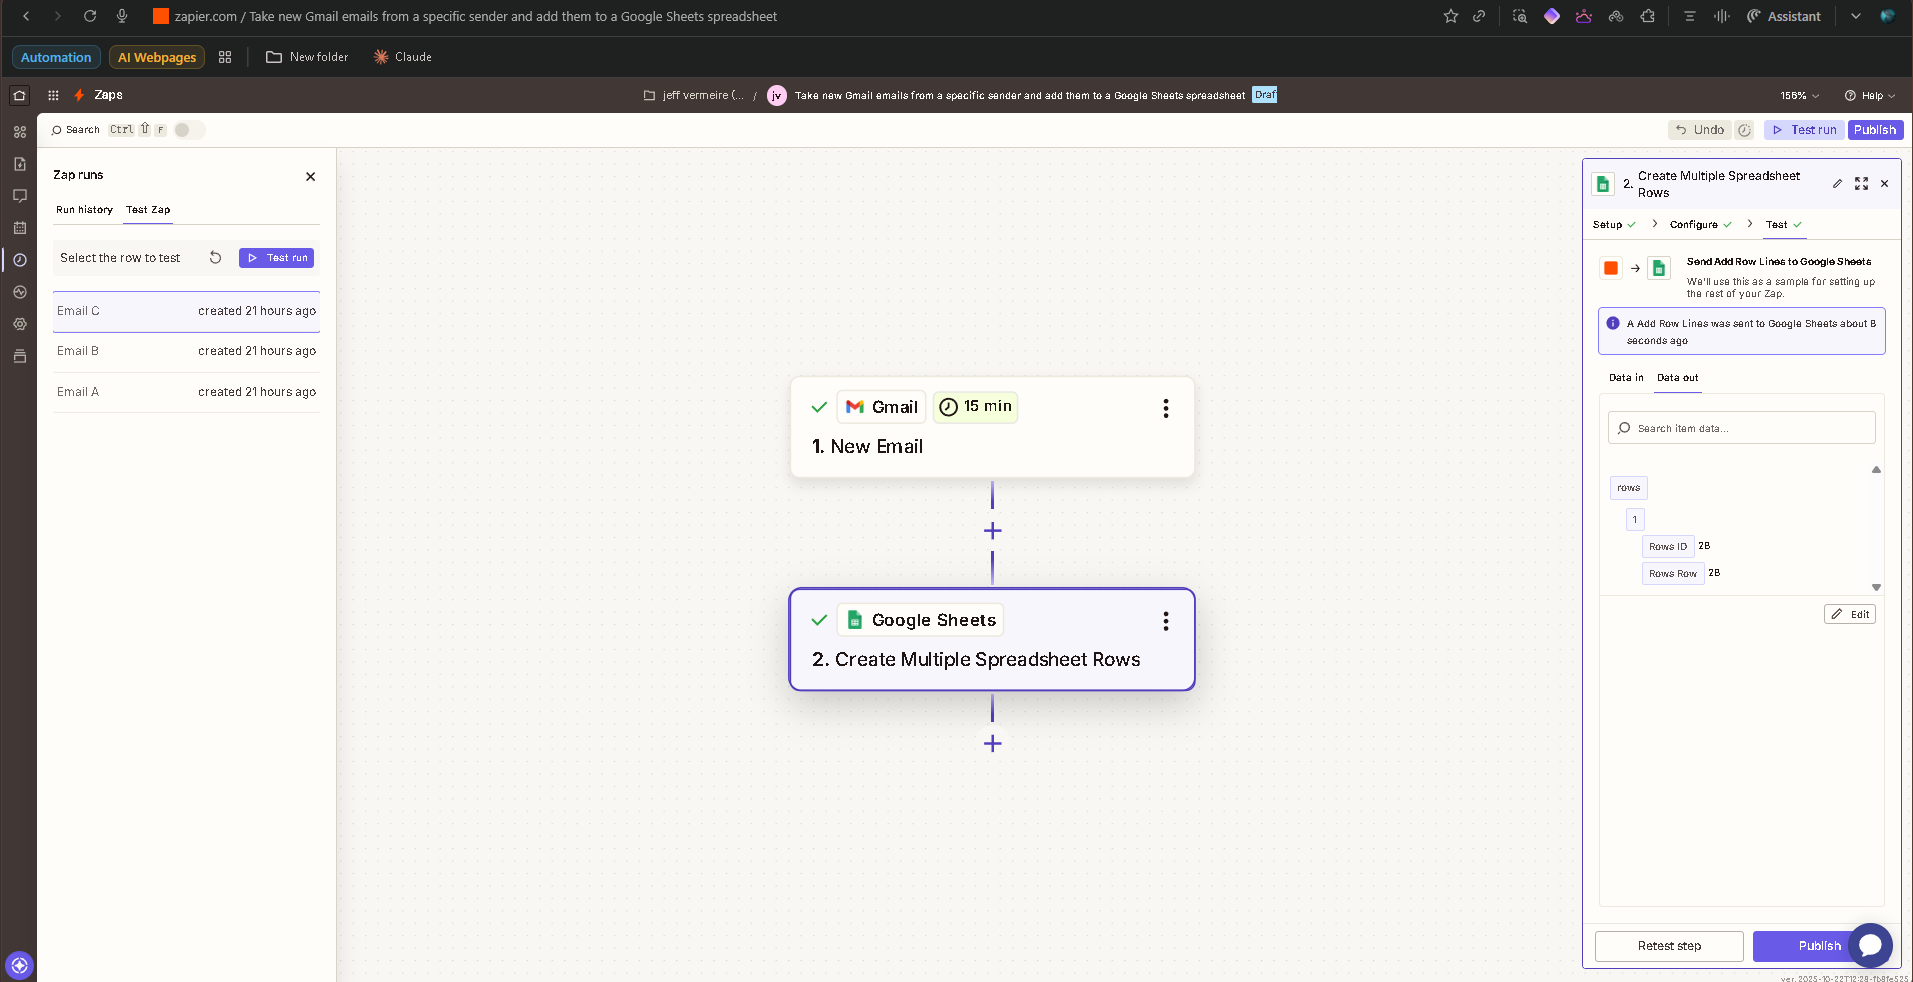 zapier.com / Take new Gmail emails from a specific sender and add them to a Google Sheets spreadsheet
Assistant
Automation
AI Webpages
New folder
Claude
Zaps
jeff vermeire (...
/
jv
Take new Gmail emails from a specific sender and add them to a Google Sheets spreadsheet
Draft
156%
Help
Search Ctrl ⇧ F
Undo
Test run
Publish
Zap runs
Run history
Test Zap
Select the row to test
Test run
Email C created 21 hours ago
Email B created 21 hours ago
Email A created 21 hours ago
Gmail
15 min
1. New Email
Google Sheets
2. Create Multiple Spreadsheet Rows
2. Create Multiple Spreadsheet
Rows
Setup
Configure
Test
Send Add Row Lines to Google Sheets
We'll use this as a sample for setting up
the rest of your Zap.
A Add Row Lines was sent to Google Sheets about 8
seconds ago
Data in
Data out
Search item data...
rows
1
Rows ID 28
Rows Row 28
Edit
Retest step
Publish
ver. 2025-10-22T12:29-fb8fe525